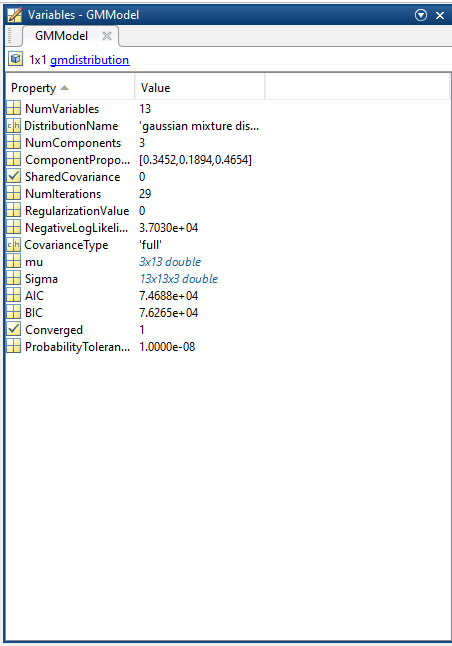 Variables - GMModel
GMModel
1x1 gmdistribution
Property Value
NumVariables 13
ch DistributionName 'gaussian mixture dis...
NumComponents 3
ComponentPropo... [0.3452,0.1894,0.4654]
SharedCovariance 0
NumIterations 29
RegularizationValue 0
NegativeLogLikeli... 3.7030e+04
ch CovarianceType 'full'
mu 3x13 double
Sigma 13x13x3 double
AIC 7.4688e+04
BIC 7.6265e+04
Converged 1
ProbabilityToleran... 1.0000e-08